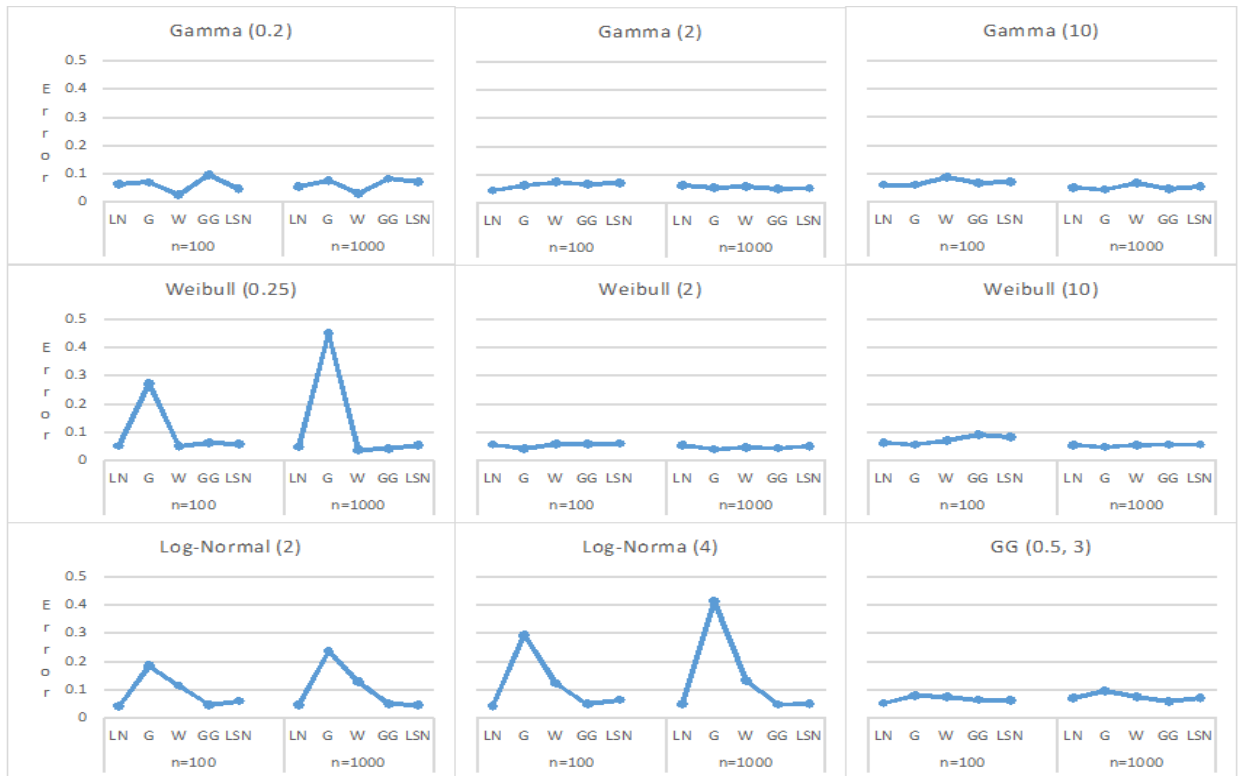 Gamma (0.2)
Gamma (2)
Gamma (10)
Error
0.5
0.4
0.3
0.2
0.1
0
LN G W GG LSN LN G W GG LSN
n=100 n=1000
LN G W GG LSN LN G W GG LSN
n=100 n=1000
LN G W GG LSN LN G W GG LSN
n=100 n=1000
Weibull (0.25)
Weibull (2)
Weibull (10)
Error
0.5
0.4
0.3
0.2
0.1
0
LN G W GG LSN LN G W GG LSN
n=100 n=1000
LN G W GG LSN LN G W GG LSN
n=100 n=1000
LN G W GG LSN LN G W GG LSN
n=100 n=1000
Log-Normal (2)
Log-Norma (4)
GG (0.5, 3)
Error
0.5
0.4
0.3
0.2
0.1
0
LN G W GG LSN LN G W GG LSN
n=100 n=1000
LN G W GG LSN LN G W GG LSN
n=100 n=1000
LN G W GG LSN LN G W GG LSN
n=100 n=1000